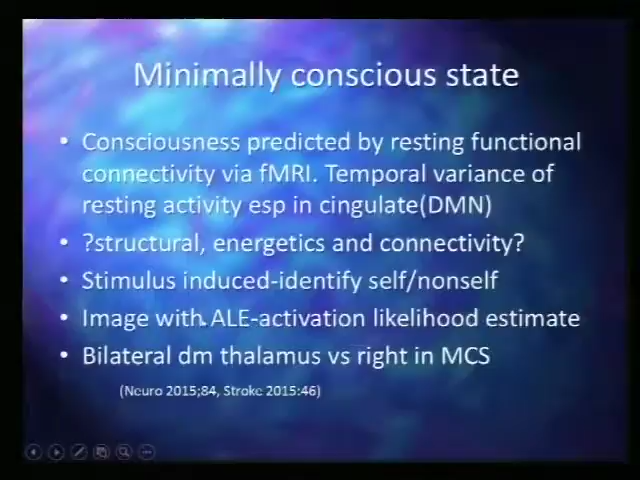 Minimally conscious state
• Consciousness predicted by resting functional
connectivity via fMRI. Temporal variance of
resting activity esp in cingulate(DMN)
• ?structural, energetics and connectivity?
• Stimulus induced-identify self/nonself
• Image with ALE-activation likelihood estimate
• Bilateral dm thalamus vs right in MCS
(Neuro 2015;84, Stroke 2015:46)